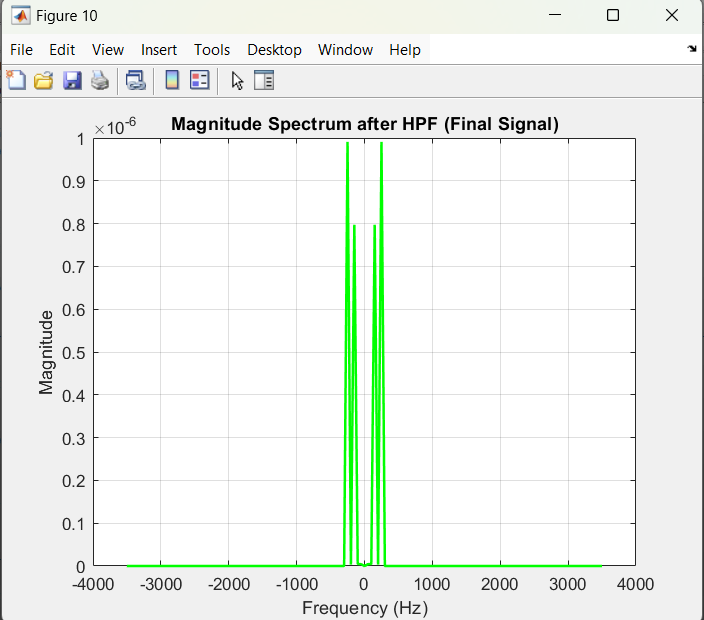 Figure 10
File Edit View Insert Tools Desktop Window Help
×10-6
Magnitude Spectrum after HPF (Final Signal)
1
0.9
0.8
0.7
0.6
0.5
0.4
0.3
0.2
0.1
0
Magnitude
-4000 -3000 -2000 -1000 0 1000 2000 3000 4000
Frequency (Hz)